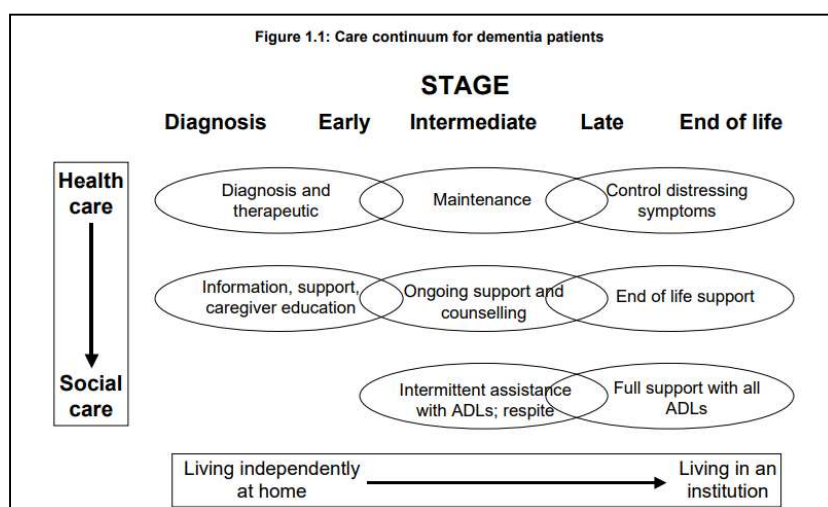 Figure 1.1: Care continuum for dementia patients
STAGE
Diagnosis Early Intermediate Late End of life
Health
care
Diagnosis and
therapeutic
Maintenance
Control distressing
symptoms
Information, support,
caregiver education
Ongoing support and
counselling
End of life support
Social
care
Intermittent assistance
with ADLs; respite
Full support with all
ADLs
Living independently
at home
Living in an
institution